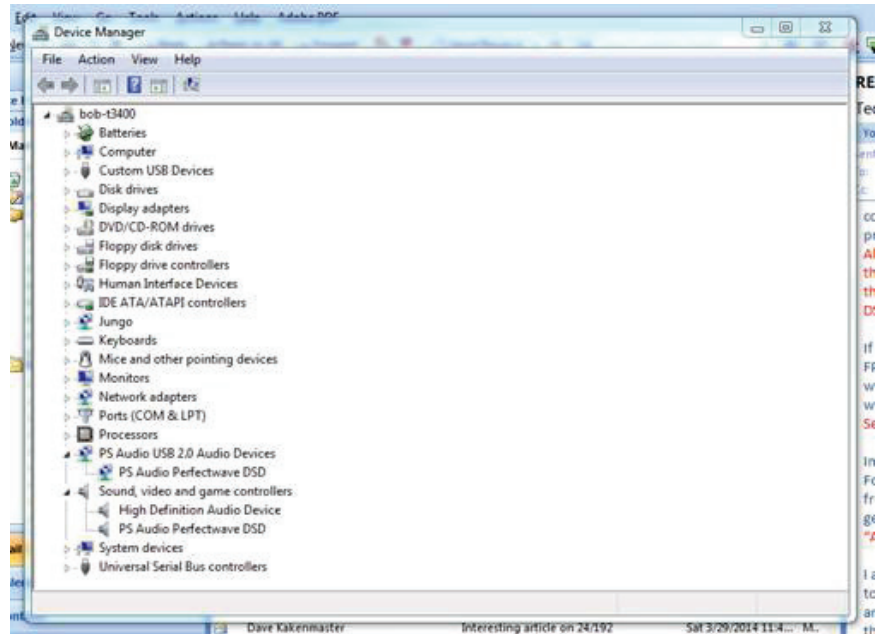 Device Manager
File Action View Help
bob-t3400
Batteries
Computer
Custom USB Devices
Disk drives
Display adapters
DVD/CD-ROM drives
Floppy disk drives
Floppy drive controllers
Human Interface Devices
IDE ATA/ATAPI controllers
Jungo
Keyboards
Mice and other pointing devices
Monitors
Network adapters
Ports (COM & LPT)
Processors
PS Audio USB 2.0 Audio Devices
PS Audio Perfectwave DSD
Sound, video and game controllers
High Definition Audio Device
PS Audio Perfectwave DSD
System devices
Universal Serial Bus controllers
Dave Kakenmaster Interesting article on 24/192 Sat 3/29/2014 11:4... M..